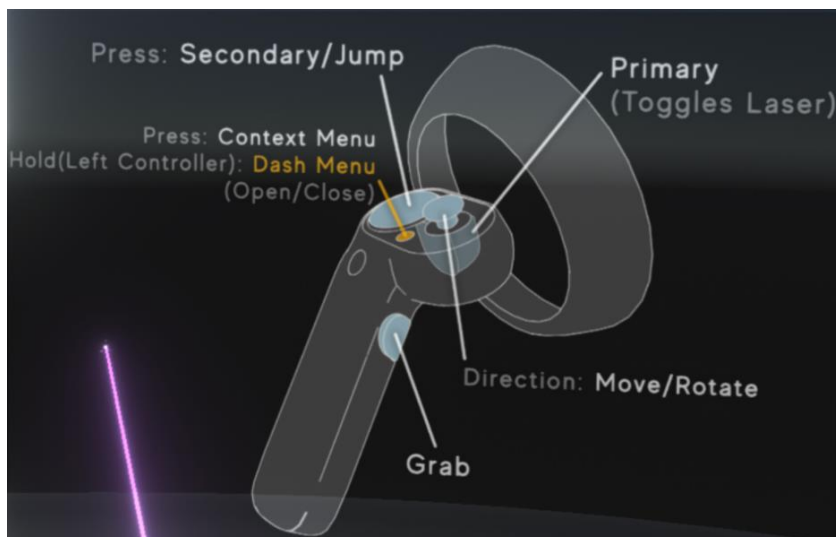 Press: Secondary/Jump
Primary
(Toggles Laser)
Press: Context Menu
Hold(Left Controller): Dash Menu
(Open/Close)
Direction: Move/Rotate
Grab